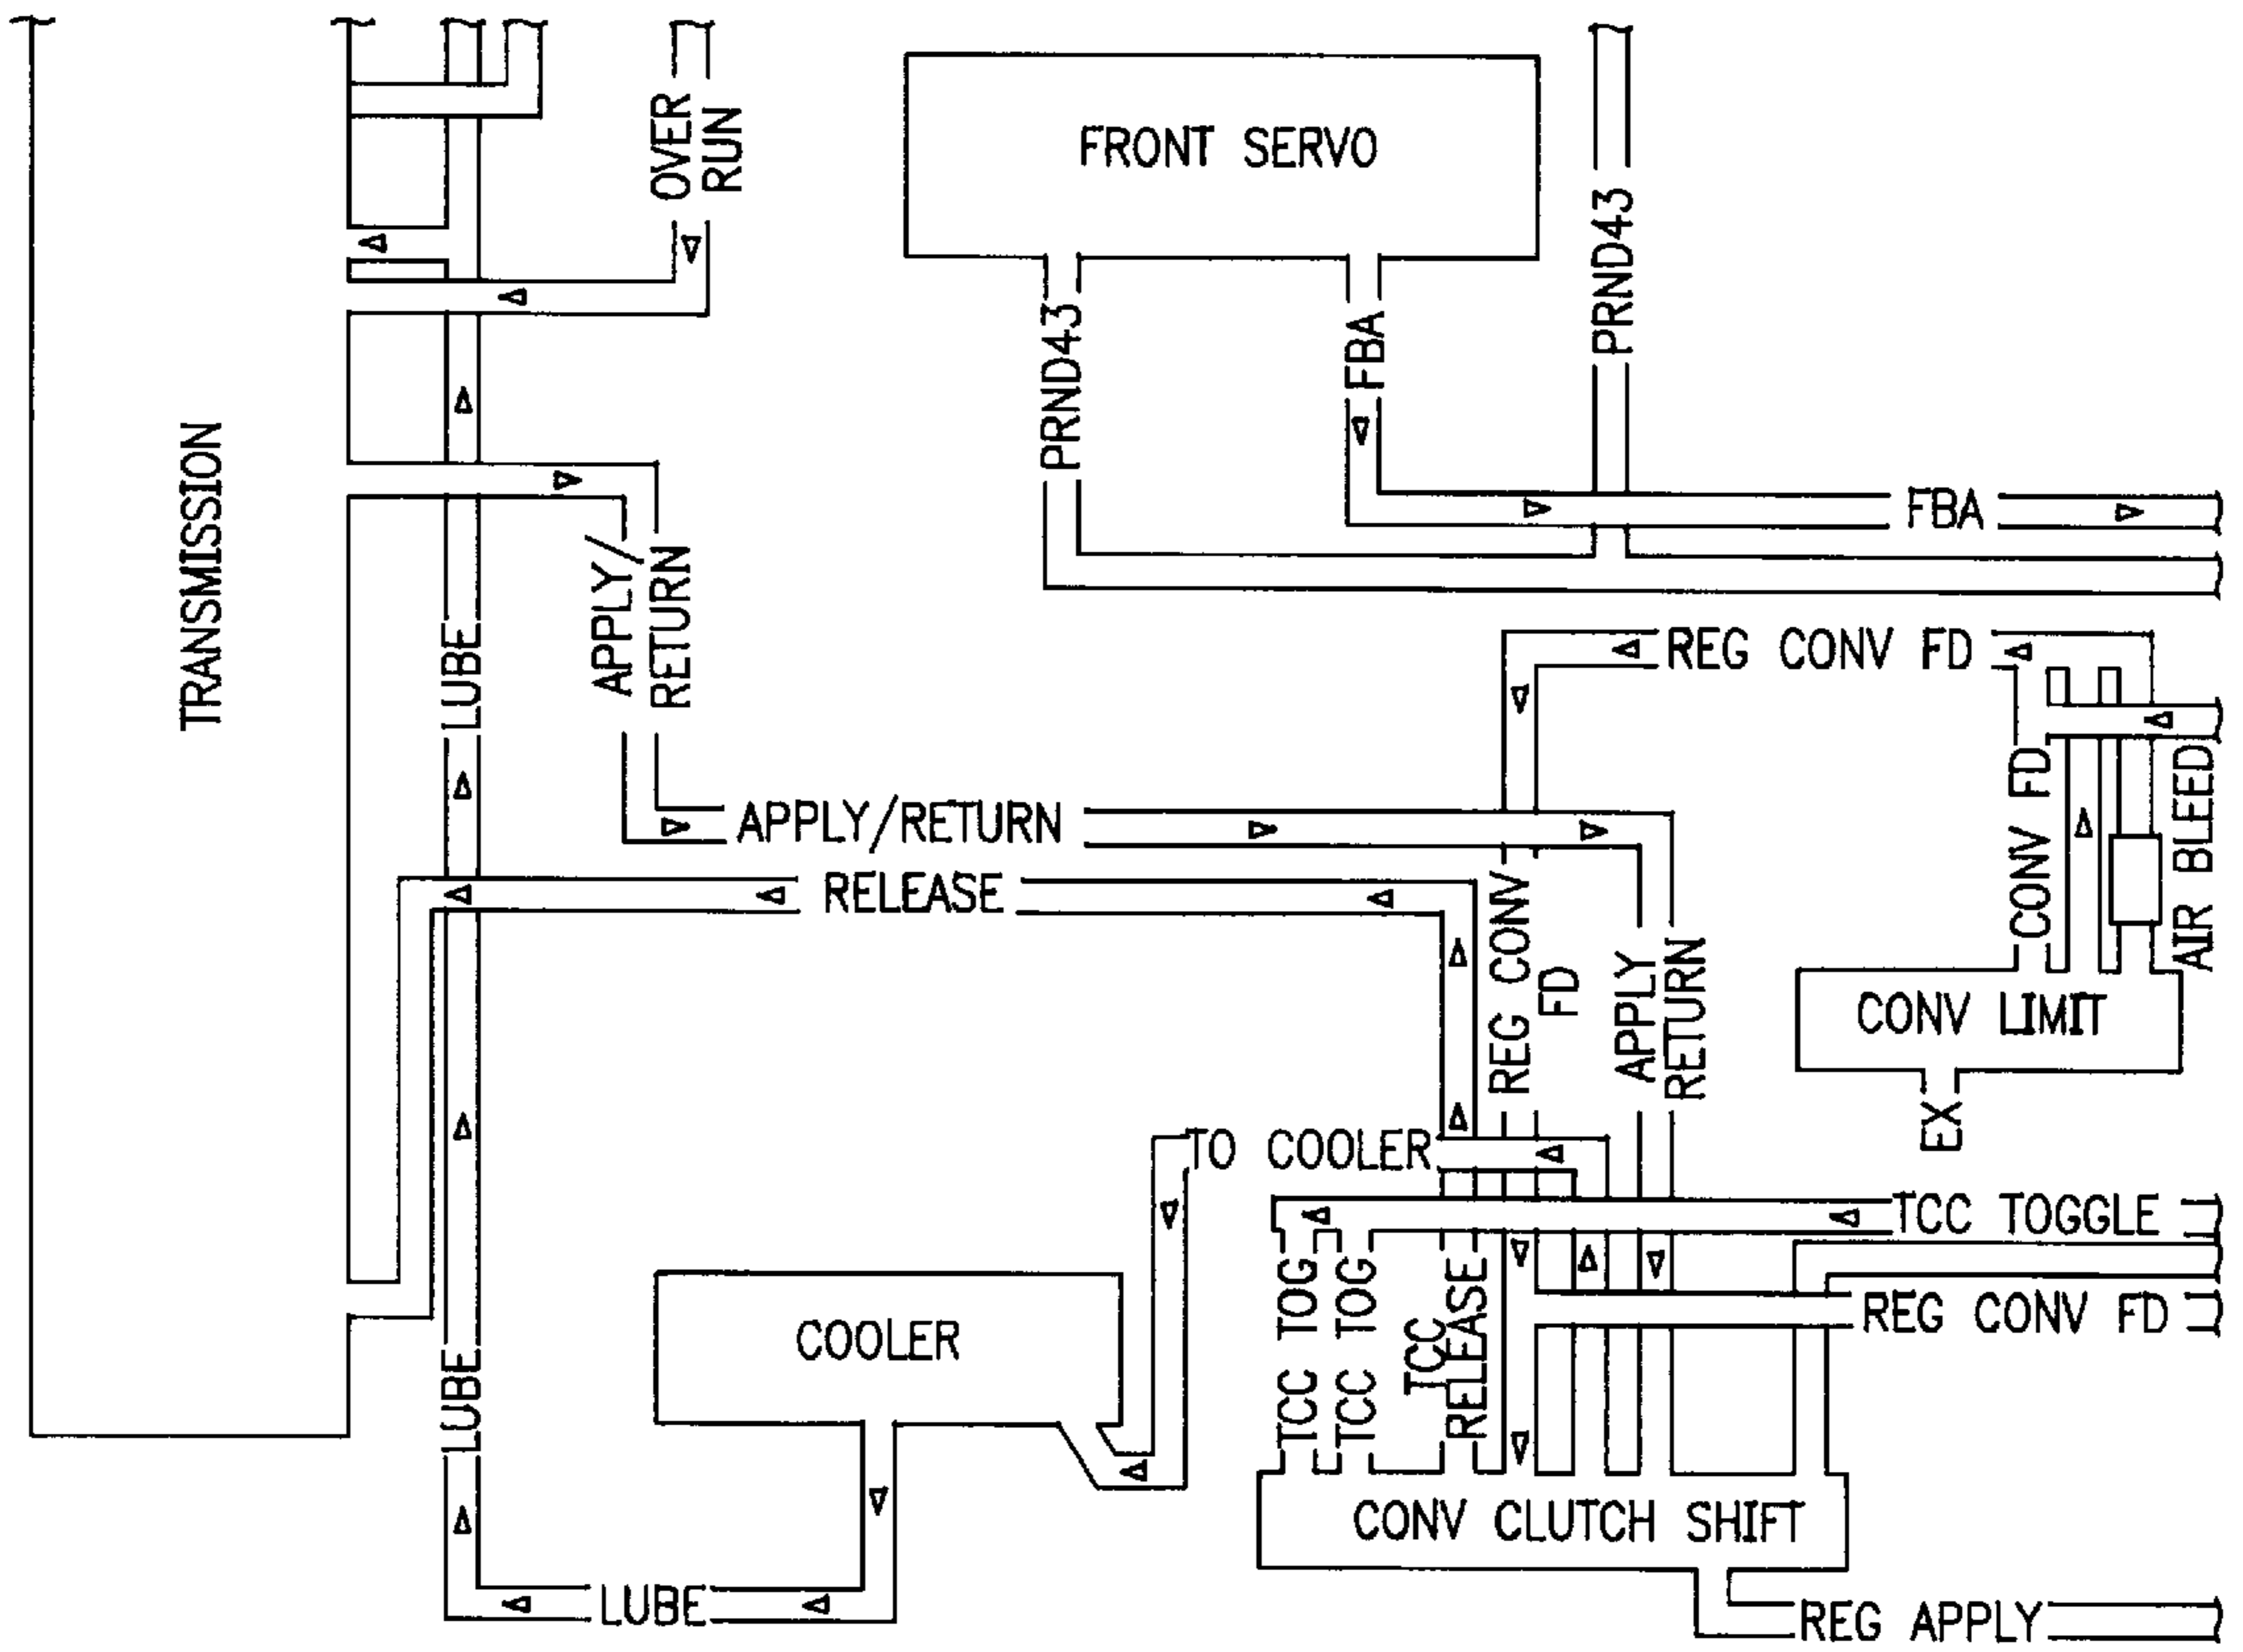 TRANSMISSION
OVER
RUN
FRONT SERVO
PRND43
FBA
PRND43
FBA
LUBE
APPLY/
RETURN
REG CONV FD
APPLY/RETURN
RELEASE
REG CONV
FD
APPLY
RETURN
CONV FD
AIR BLEED
CONV LIMIT
EX
TO COOLER
TCC TOGGLE
REG CONV FD
TCC TOG
TCC TOG
TCC
RELEASE
COOLER
LUBE
CONV CLUTCH SHIFT
LUBE
REG APPLY